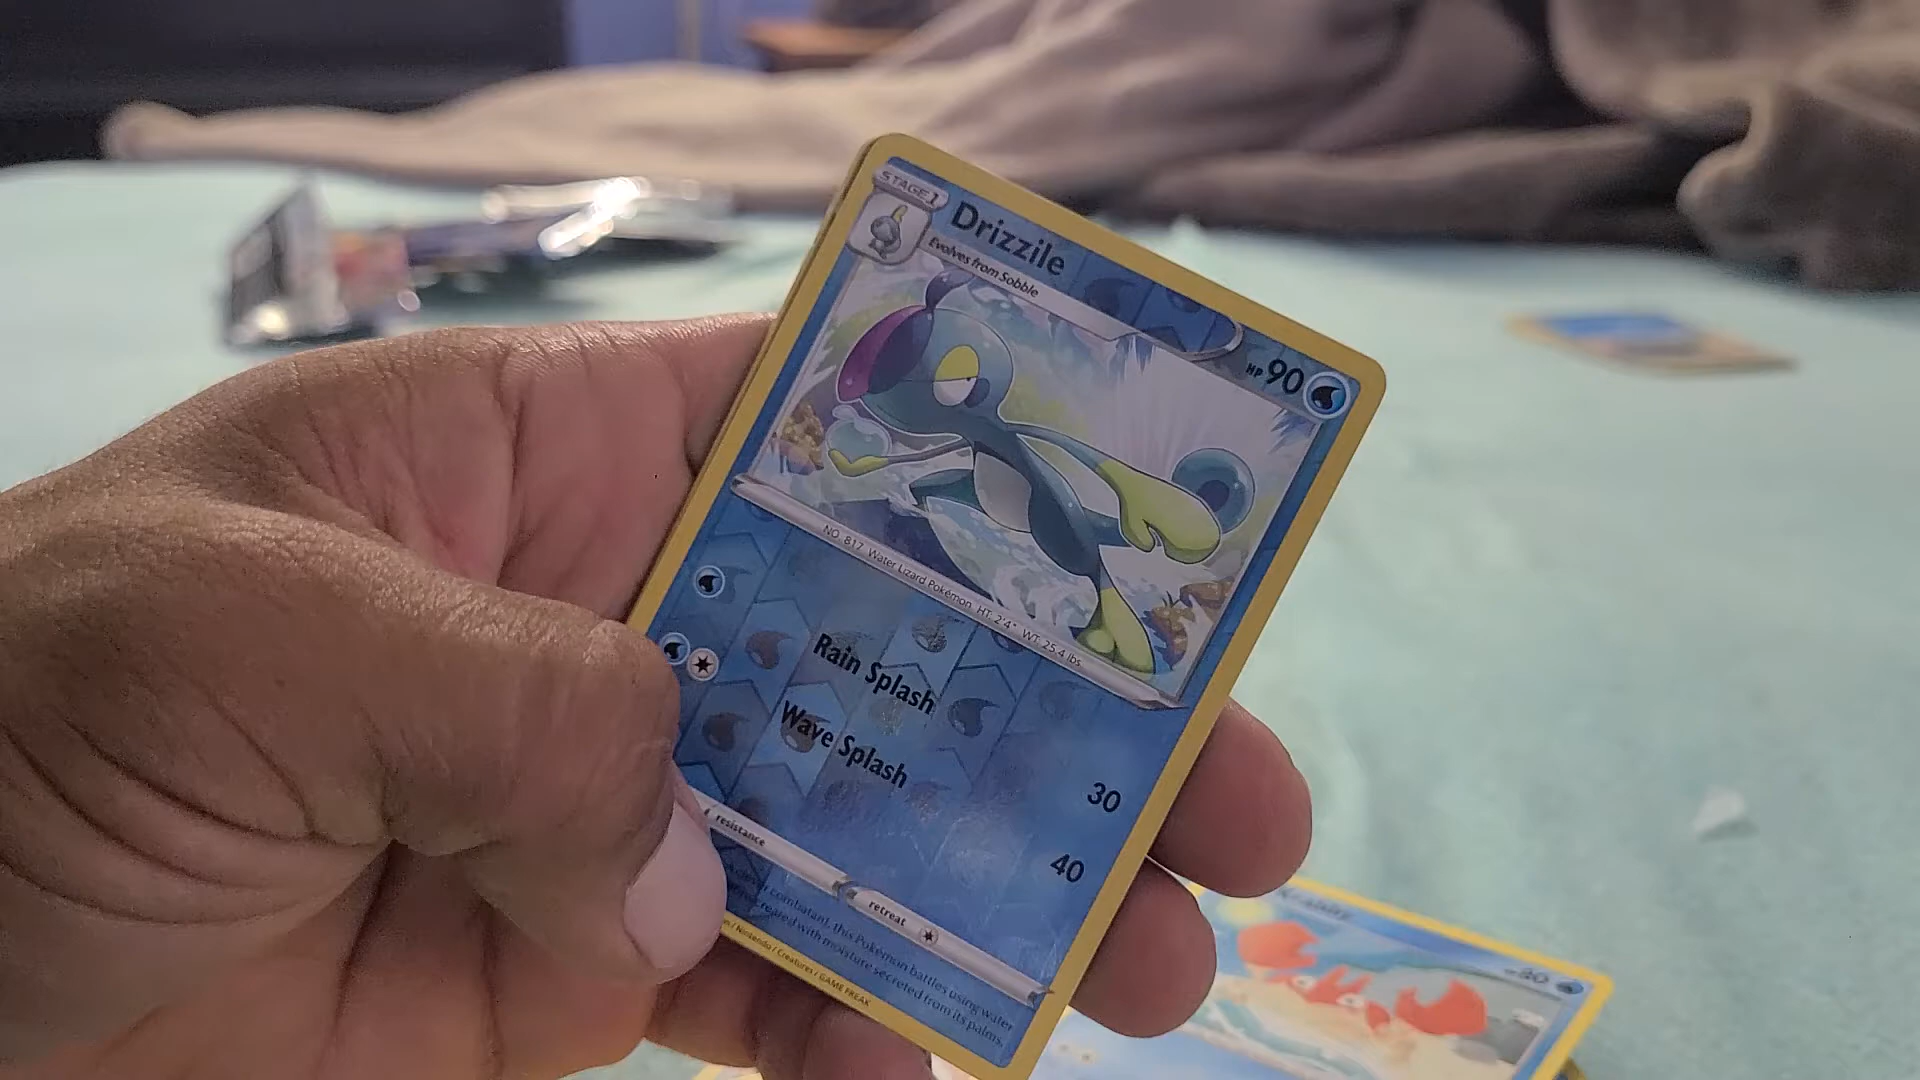 STAGE 1
Drizzile
Evolves from Sobble
HP 90
NO. 817 Water Lizard Pokémon HT: 2'4" WT: 25.4 lbs.
Rain Splash 30
Wave Splash 40
resistance
retreat
combatant, this Pokémon battles using water
created with moisture secreted from its palms.
/ Nintendo / Creatures / GAME FREAK